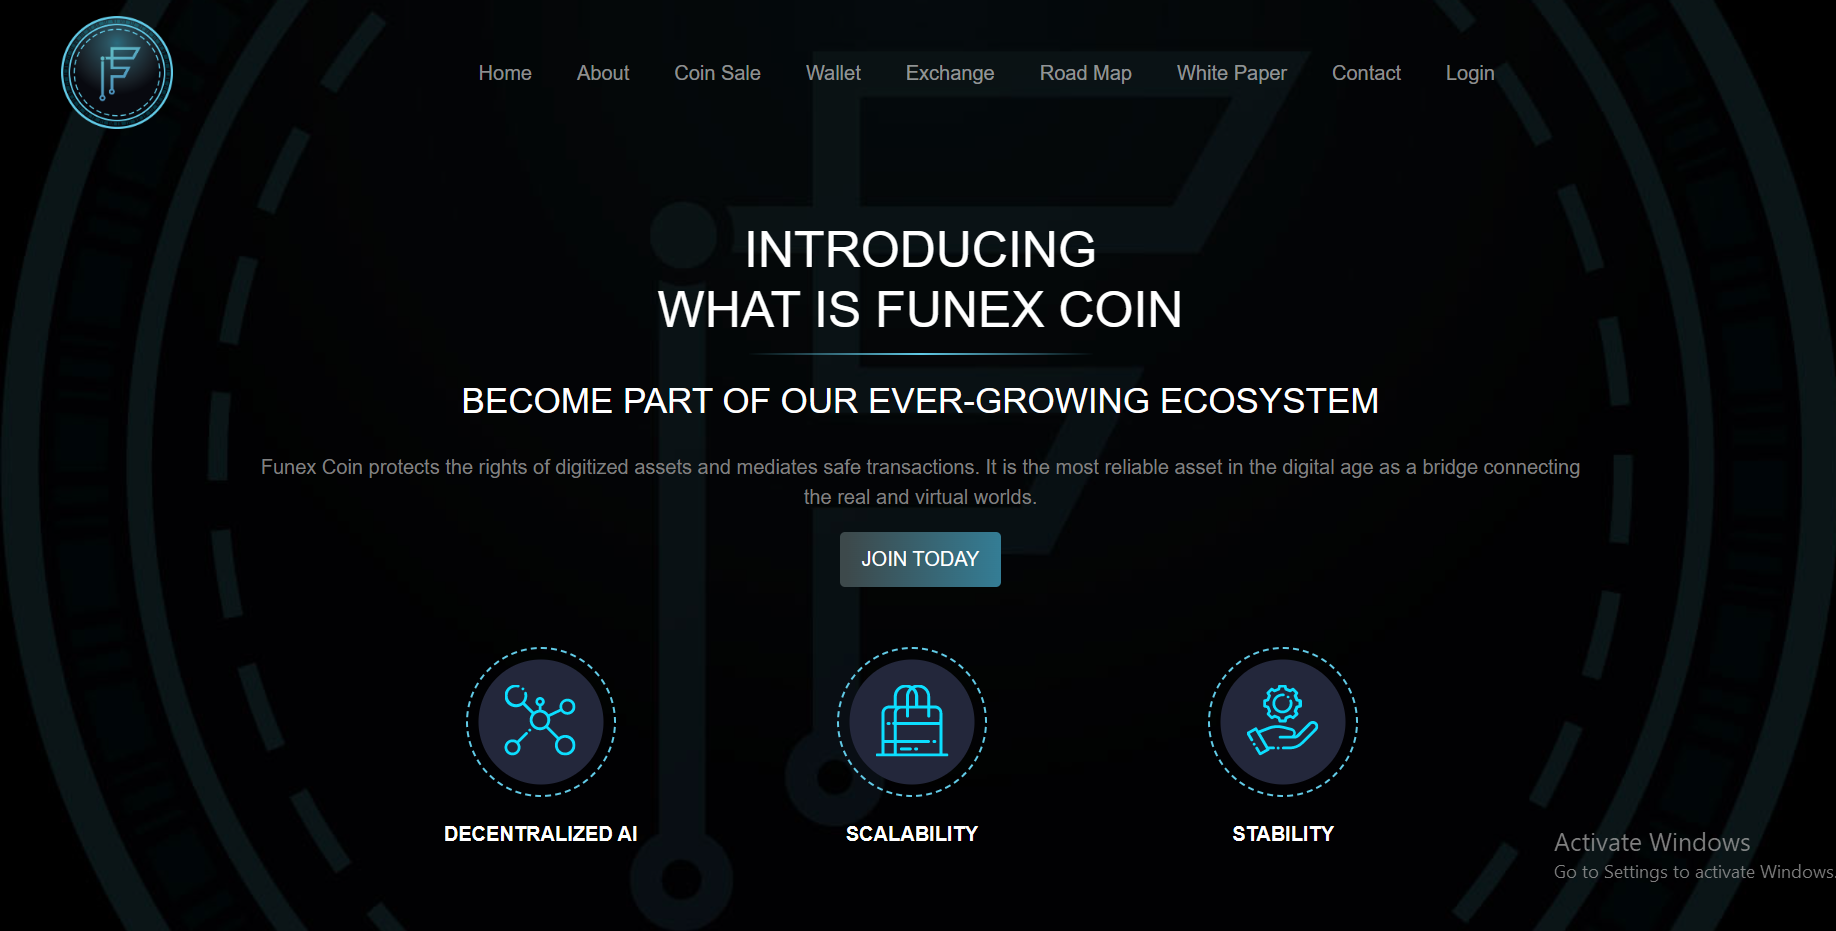 Home About Coin Sale Wallet Exchange Road Map White Paper Contact Login
INTRODUCING
WHAT IS FUNEX COIN
BECOME PART OF OUR EVER-GROWING ECOSYSTEM
Funex Coin protects the rights of digitized assets and mediates safe transactions. It is the most reliable asset in the digital age as a bridge connecting
the real and virtual worlds.
JOIN TODAY
DECENTRALIZED AI SCALABILITY STABILITY
Activate Windows
Go to Settings to activate Windows.